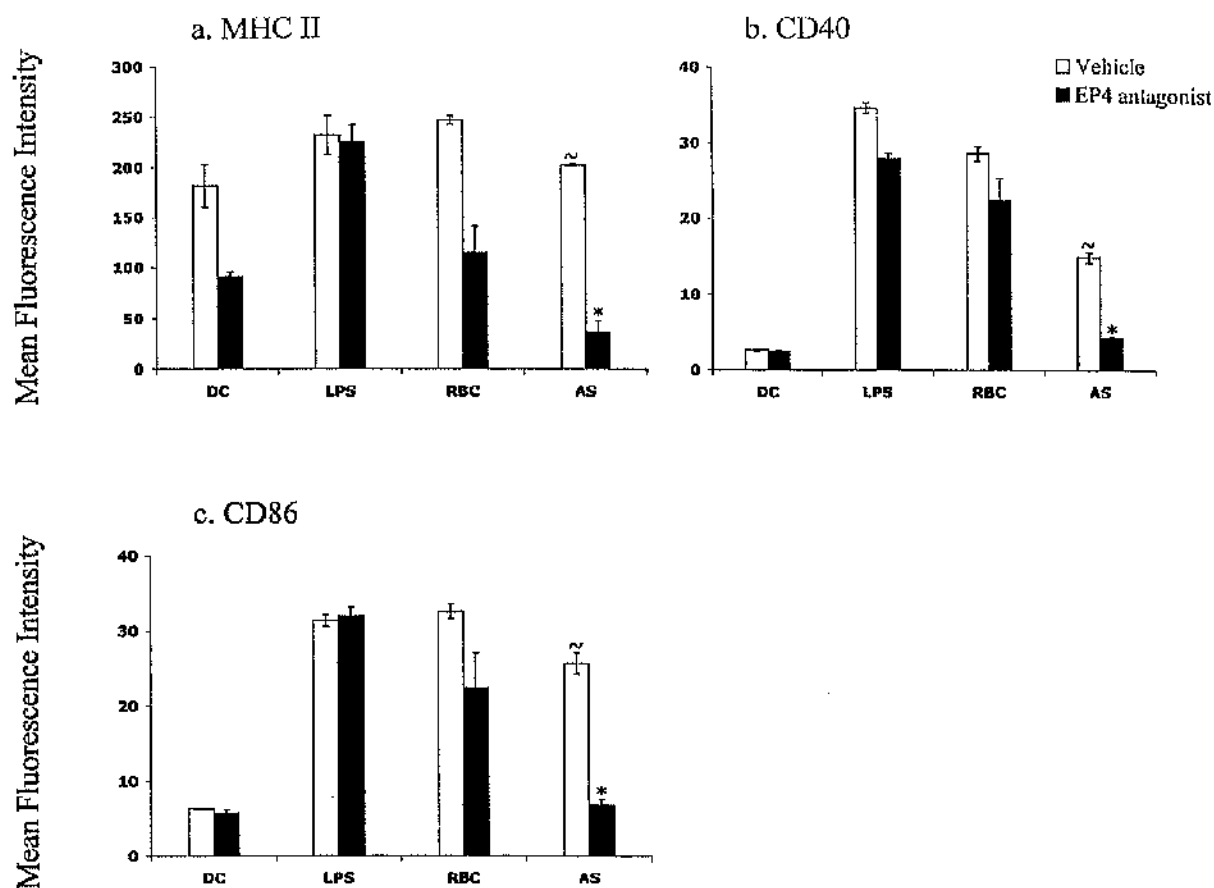 a. MHC II
Mean Fluorescence Intensity
300
250
200
150
100
50
0
~
*
DC LPS RBC AS
b. CD40
Vehicle
EP4 antagonist
40
30
20
10
0
~
*
DC LPS RBC AS
c. CD86
Mean Fluorescence Intensity
40
30
20
10
0
~
*
DC LPS RBC AS